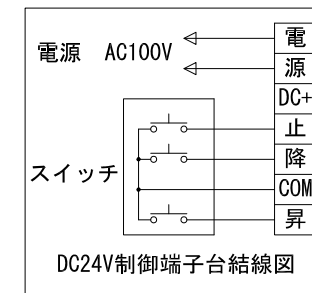 電源 AC100V
電
源
DC+
止
降
COM
昇
スイッチ
DC24V制御端子台結線図